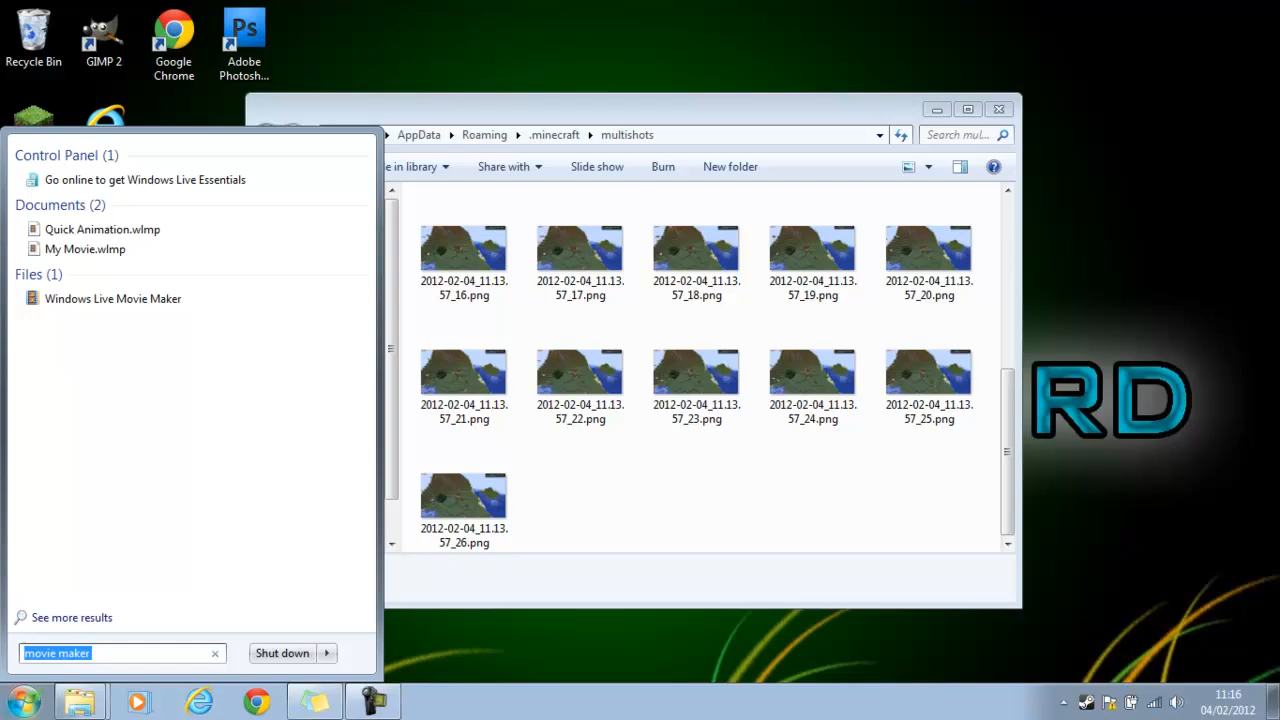 Recycle Bin
GIMP 2
Google
Chrome
Adobe
Photosh...
Ps
AppData
Roaming
.minecraft
multishots
Search mul...
e in library
Share with
Slide show
Burn
New folder
Control Panel (1)
Go online to get Windows Live Essentials
Documents (2)
Quick Animation.wlmp
My Movie.wlmp
Files (1)
Windows Live Movie Maker
See more results
movie maker
Shut down
2012-02-04_11.13.
57_16.png
2012-02-04_11.13.
57_17.png
2012-02-04_11.13.
57_18.png
2012-02-04_11.13.
57_19.png
2012-02-04_11.13.
57_20.png
2012-02-04_11.13.
57_21.png
2012-02-04_11.13.
57_22.png
2012-02-04_11.13.
57_23.png
2012-02-04_11.13.
57_24.png
2012-02-04_11.13.
57_25.png
2012-02-04_11.13.
57_26.png
RD
11:16
04/02/2012